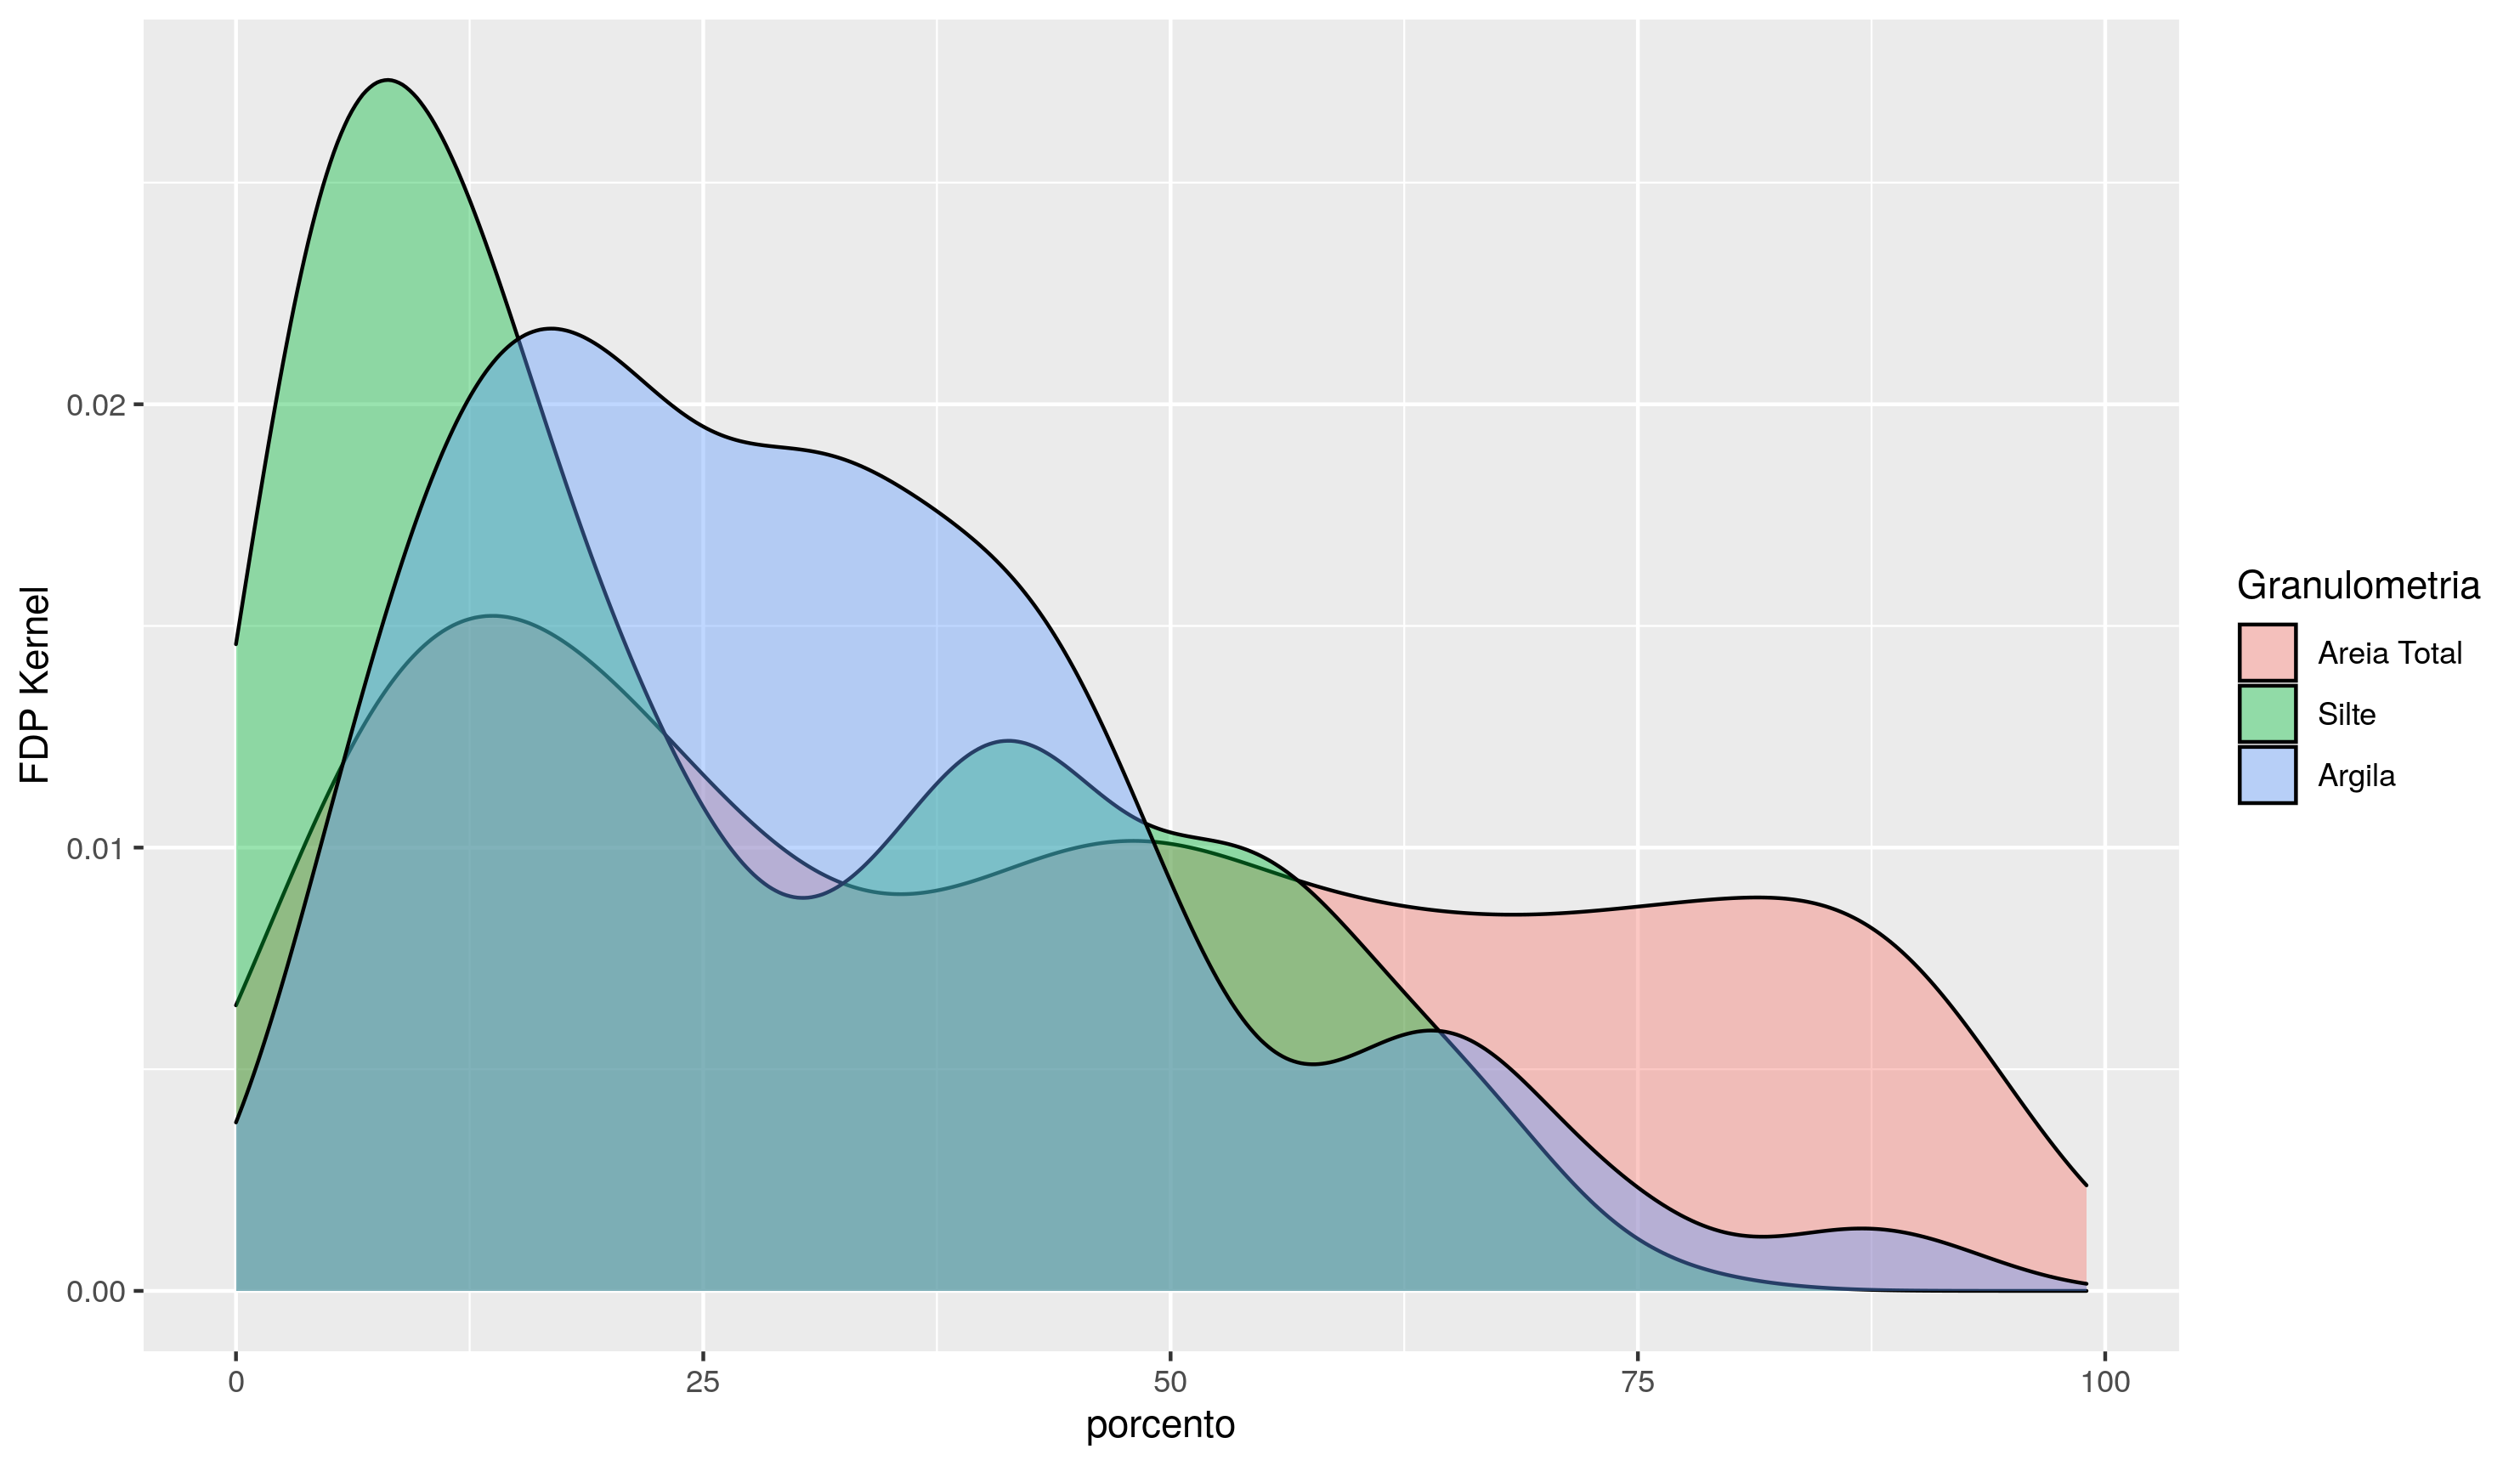 FDP Kernel
0.02
0.01
0.00
0 25 50 75 100
porcento
Granulometria
Areia Total
Silte
Argila